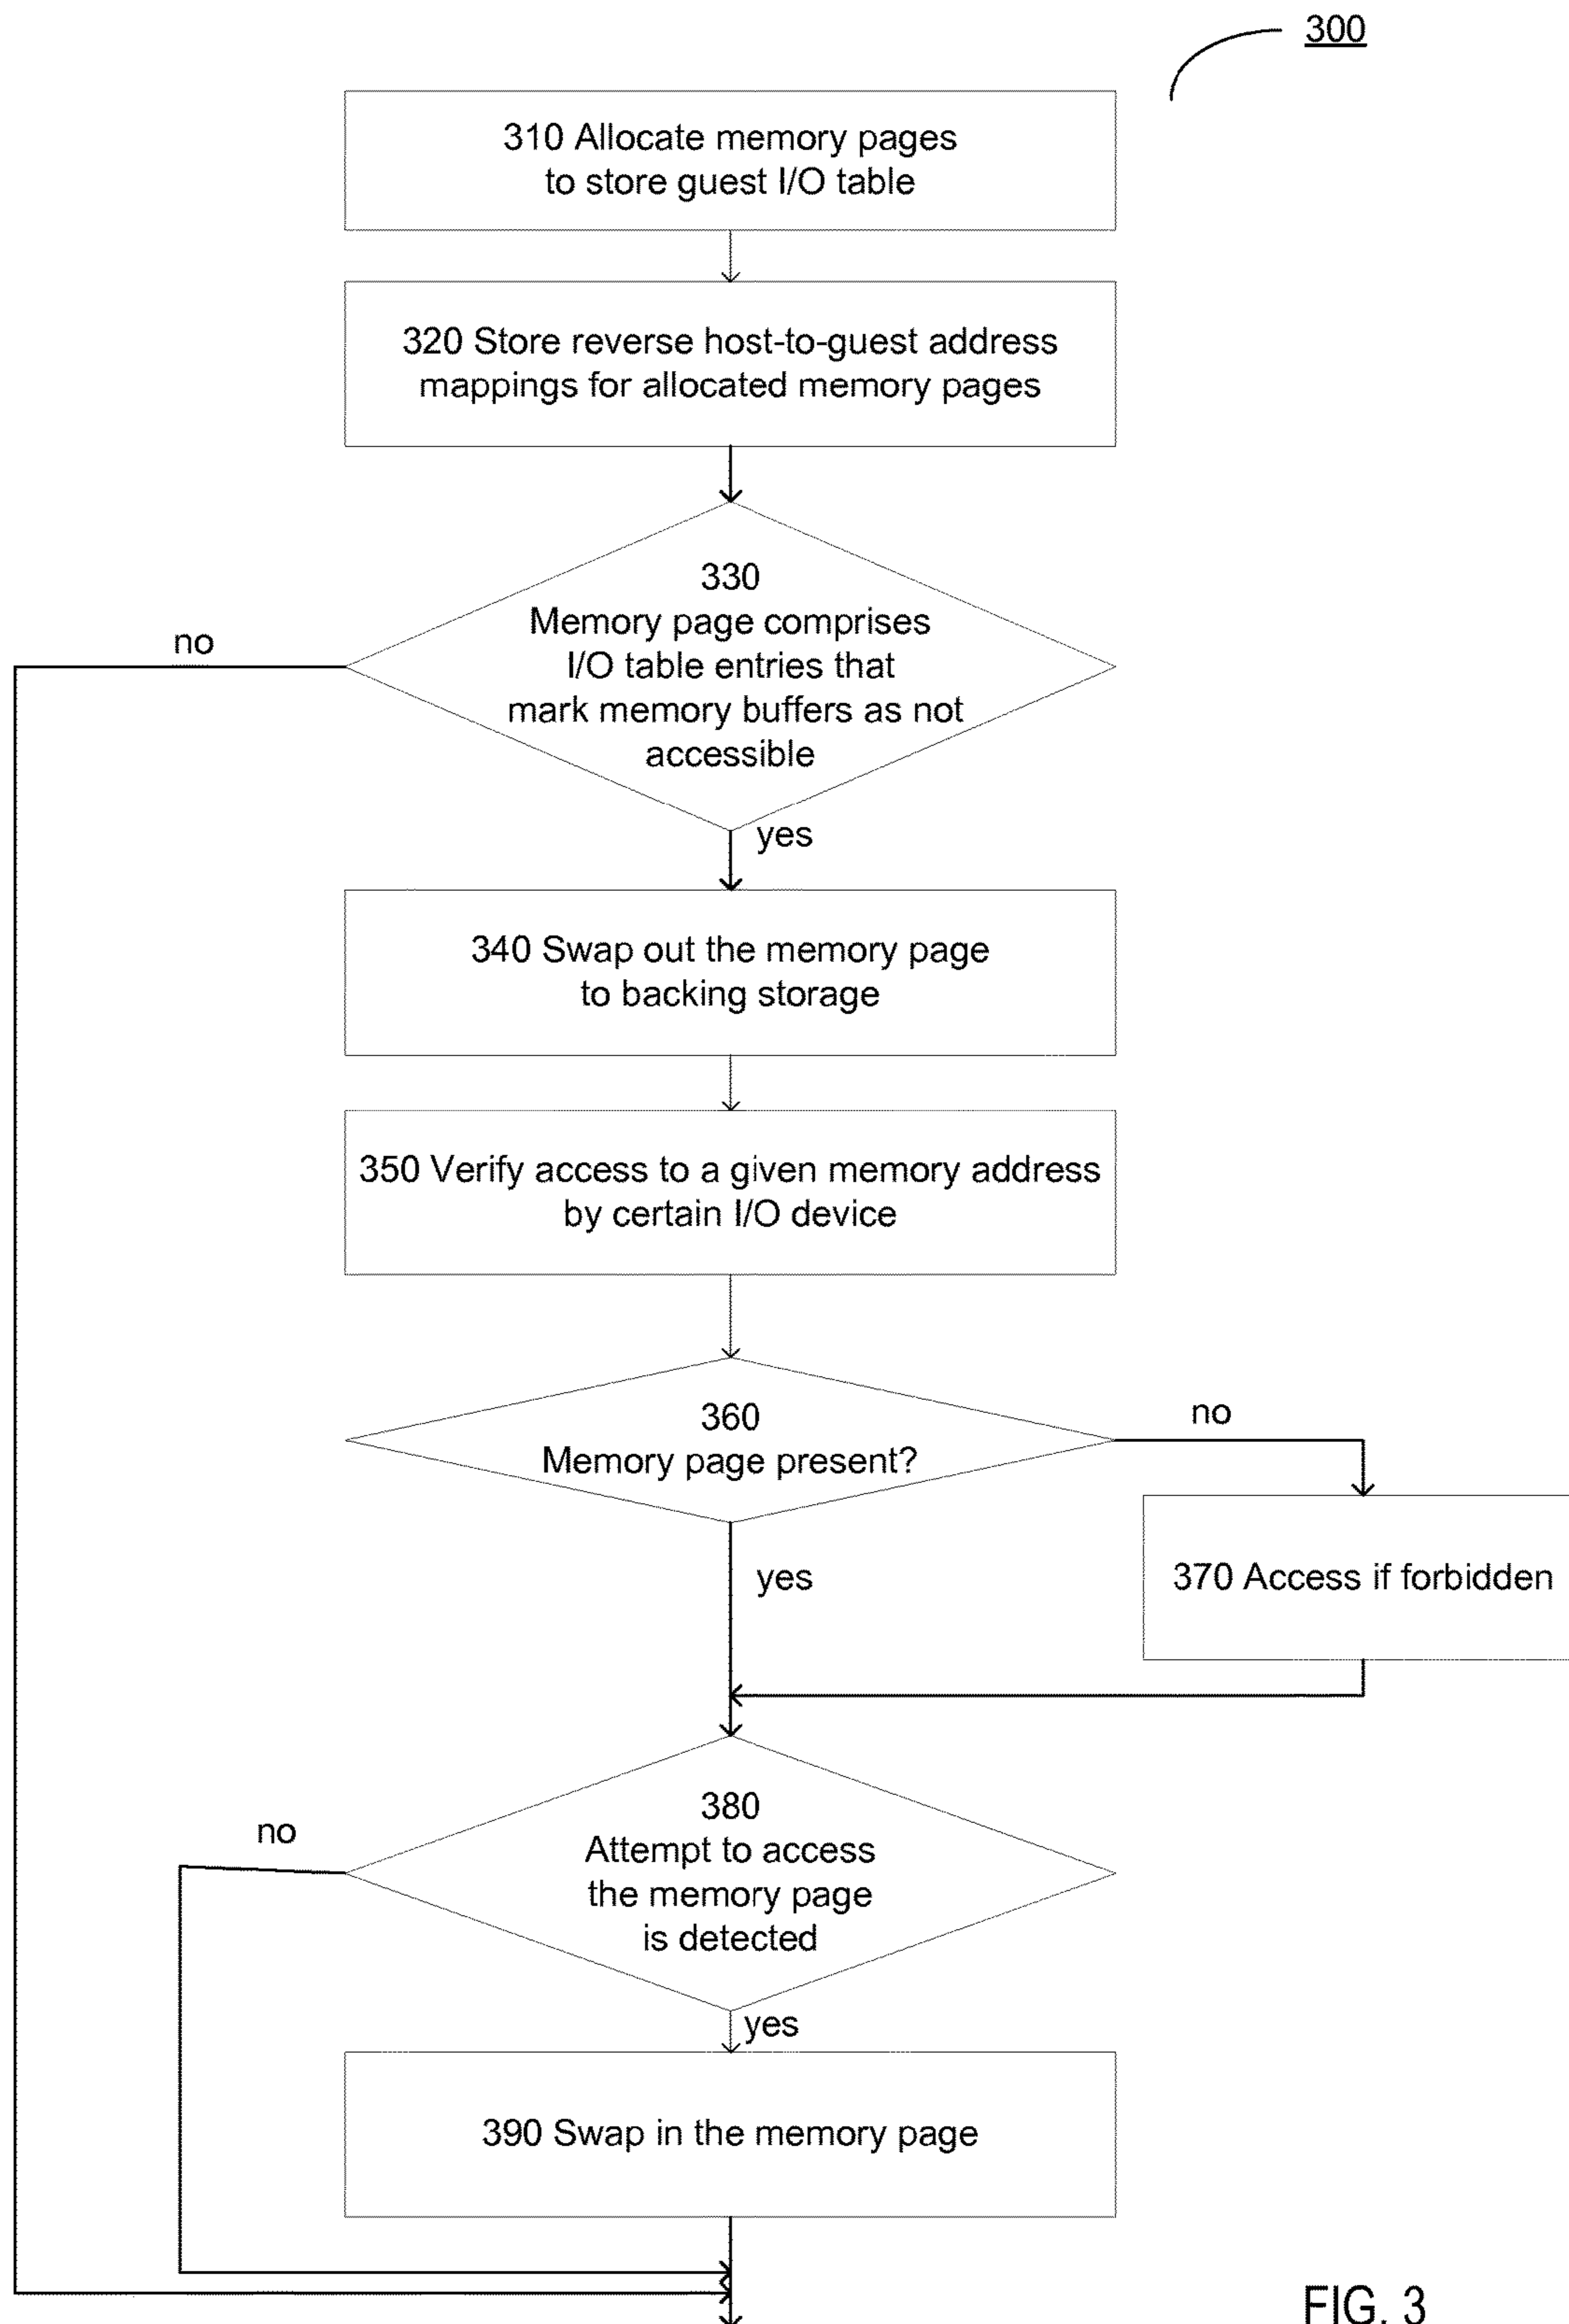 300
310 Allocate memory pages
to store guest I/O table
320 Store reverse host-to-guest address
mappings for allocated memory pages
330
Memory page comprises
I/O table entries that
mark memory buffers as not
accessible
no
yes
340 Swap out the memory page
to backing storage
350 Verify access to a given memory address
by certain I/O device
360
Memory page present?
no
yes
370 Access if forbidden
380
Attempt to access
the memory page
is detected
no
yes
390 Swap in the memory page
FIG. 3